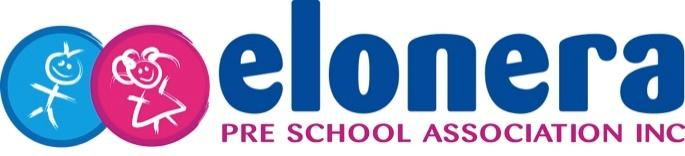 elonera
PRE SCHOOL ASSOCIATION INC